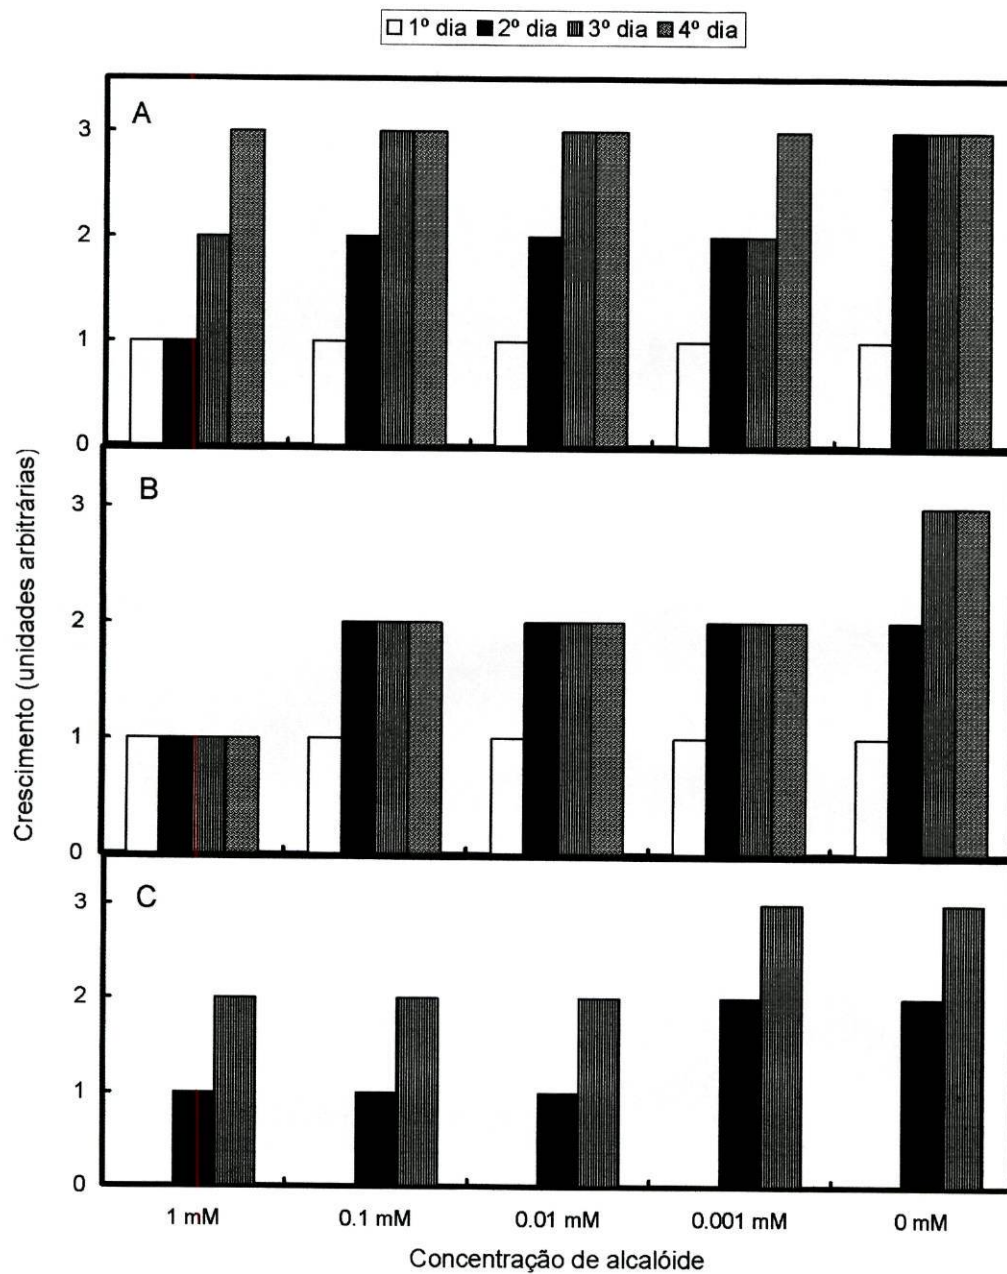 1º dia 2º dia 3º dia 4º dia
A
3
2
1
0
B
3
2
1
0
C
3
2
1
0
Crescimento (unidades arbitrárias)
1 mM 0.1 mM 0.01 mM 0.001 mM 0 mM
Concentração de alcalóide